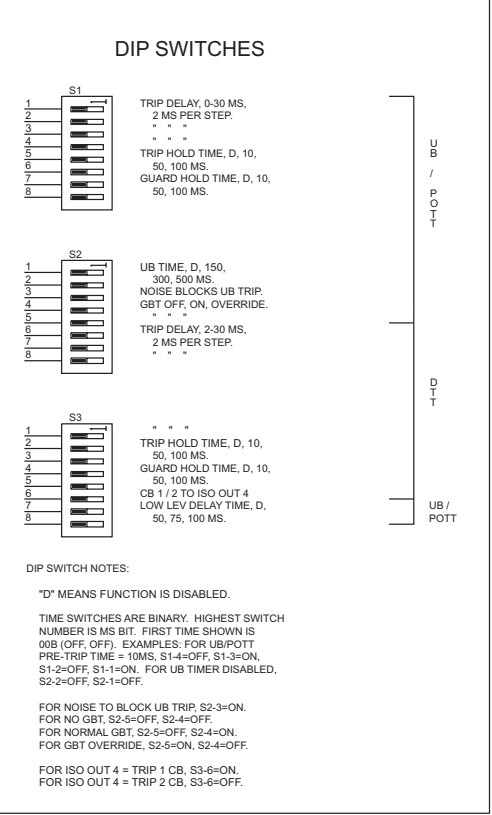 DIP SWITCHES
S1
1
2
3
4
5
6
7
8
TRIP DELAY, 0-30 MS,
2 MS PER STEP.
" " "
" " "
TRIP HOLD TIME, D, 10,
50, 100 MS.
GUARD HOLD TIME, D, 10,
50, 100 MS.
UB / POTT
S2
1
2
3
4
5
6
7
8
UB TIME, D, 150,
300, 500 MS.
NOISE BLOCKS UB TRIP.
GBT OFF, ON, OVERRIDE.
" " "
TRIP DELAY, 2-30 MS,
2 MS PER STEP.
" " "
DTT
S3
1
2
3
4
5
6
7
8
" " "
TRIP HOLD TIME, D, 10,
50, 100 MS.
GUARD HOLD TIME, D, 10,
50, 100 MS.
CB 1 / 2 TO ISO OUT 4
LOW LEV DELAY TIME, D,
50, 75, 100 MS.
UB /
POTT
DIP SWITCH NOTES:
"D" MEANS FUNCTION IS DISABLED.
TIME SWITCHES ARE BINARY. HIGHEST SWITCH
NUMBER IS MS BIT. FIRST TIME SHOWN IS
00B (OFF, OFF). EXAMPLES: FOR UB/POTT
PRE-TRIP TIME = 10MS, S1-4=OFF, S1-3=ON,
S1-2=OFF, S1-1=ON. FOR UB TIMER DISABLED,
S2-2=OFF, S2-1=OFF.
FOR NOISE TO BLOCK UB TRIP, S2-3=ON.
FOR NO GBT, S2-5=OFF, S2-4=OFF.
FOR NORMAL GBT, S2-5=OFF, S2-4=ON.
FOR GBT OVERRIDE, S2-5=ON, S2-4=OFF.
FOR ISO OUT 4 = TRIP 1 CB, S3-6=ON.
FOR ISO OUT 4 = TRIP 2 CB, S3-6=OFF.